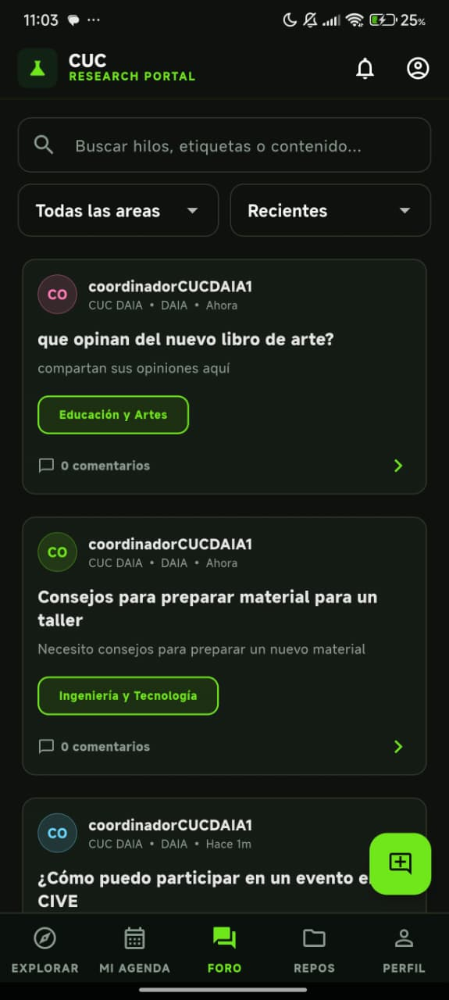 11:03
25%
CUC
RESEARCH PORTAL
Buscar hilos, etiquetas o contenido...
Todas las areas
Recientes
CO
coordinadorCUCDAIA1
CUC DAIA • DAIA • Ahora
que opinan del nuevo libro de arte?
compartan sus opiniones aquí
Educación y Artes
0 comentarios
CO
coordinadorCUCDAIA1
CUC DAIA • DAIA • Ahora
Consejos para preparar material para un
taller
Necesito consejos para preparar un nuevo material
Ingeniería y Tecnología
0 comentarios
CO
coordinadorCUCDAIA1
CUC DAIA • DAIA • Hace 1m
¿Cómo puedo participar en un evento e
CIVE
EXPLORAR
MI AGENDA
FORO
REPOS
PERFIL